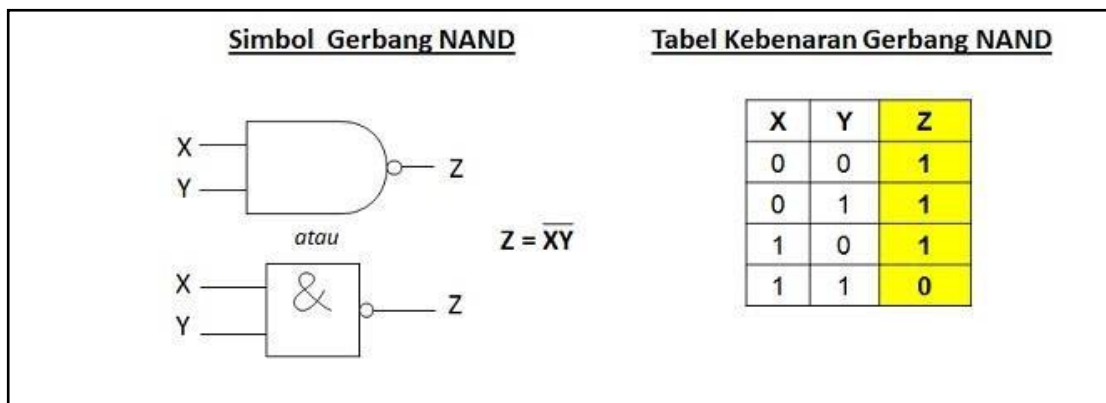 Simbol Gerbang NAND
X
Y
Z
atau
X
Y
&
Z
Z = X̅Y̅
Tabel Kebenaran Gerbang NAND
X Y Z
0 0 1
0 1 1
1 0 1
1 1 0